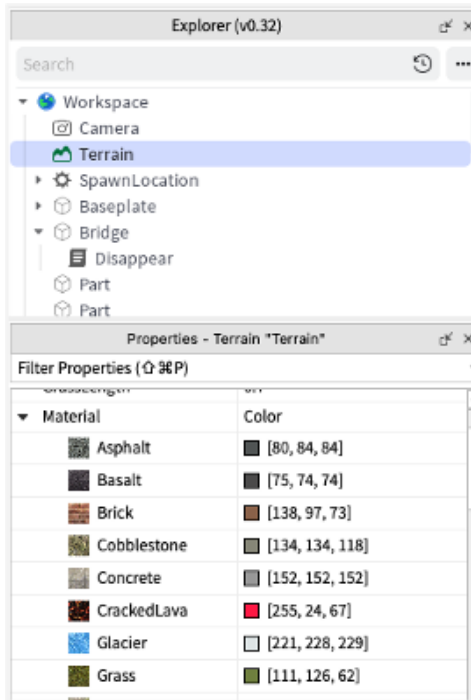 Explorer (v0.32)
Search
Workspace
Camera
Terrain
SpawnLocation
Baseplate
Bridge
Disappear
Part
Part
Properties - Terrain "Terrain"
Filter Properties (⇧⌘P)
Material Color
Asphalt [80, 84, 84]
Basalt [75, 74, 74]
Brick [138, 97, 73]
Cobblestone [134, 134, 118]
Concrete [152, 152, 152]
CrackedLava [255, 24, 67]
Glacier [221, 228, 229]
Grass [111, 126, 62]